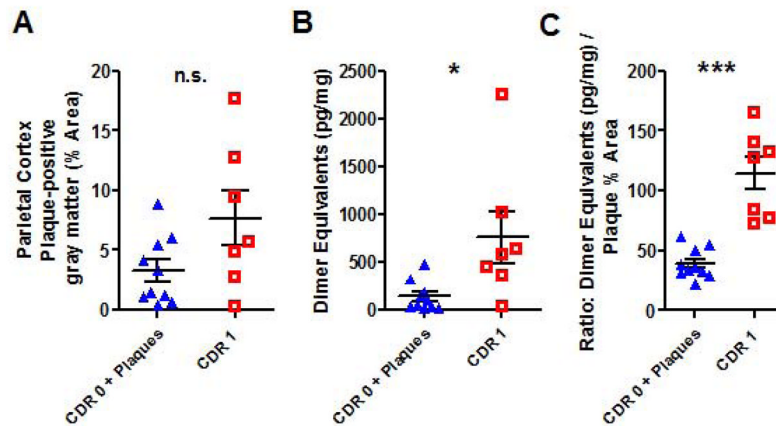 A
Parietal Cortex
Plaque-positive
gray matter (% Area)
20
15
10
5
0
n.s.
CDR 0 + Plaques
CDR 1
B
Dimer Equivalents (pg/mg)
2500
2000
1500
1000
500
0
*
CDR 0 + Plaques
CDR 1
C
Ratio: Dimer Equivalents (pg/mg) /
Plaque % Area
200
150
100
50
0
***
CDR 0 + Plaques
CDR 1